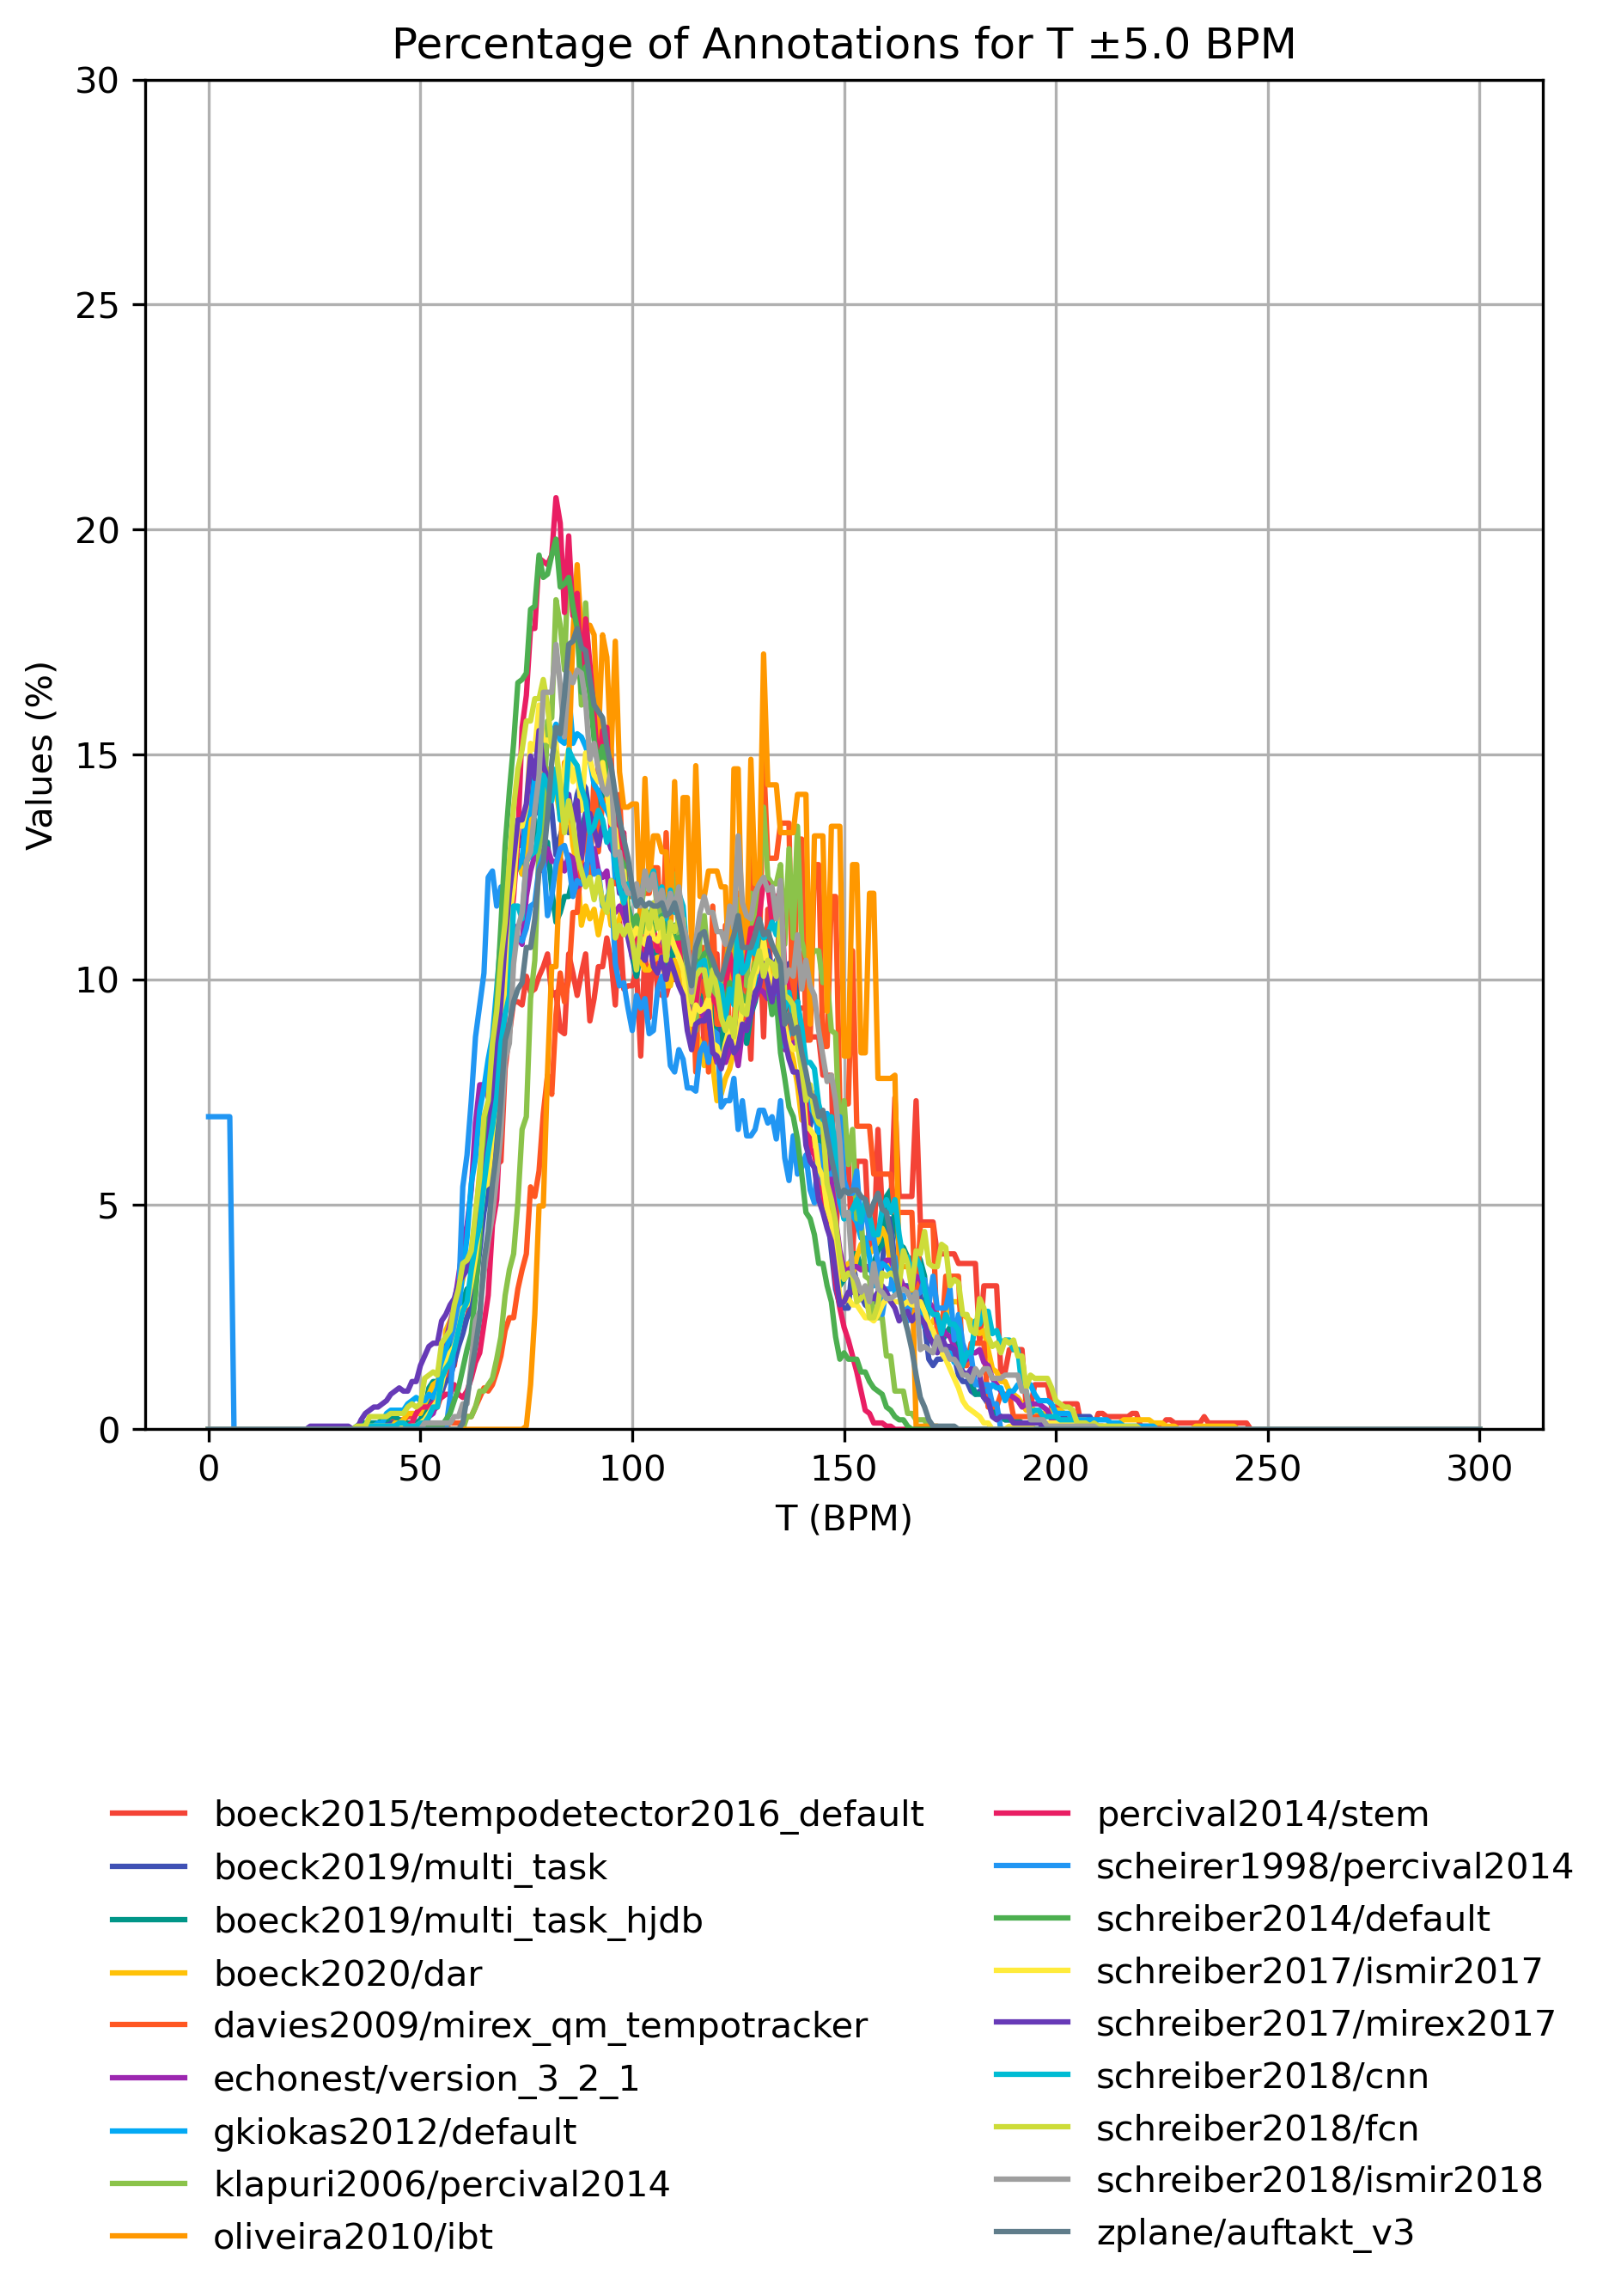 Percentage of Annotations for T ±5.0 BPM
30
25
20
15
10
5
0
Values (%)
0 50 100 150 200 250 300
T (BPM)
boeck2015/tempodetector2016_default
boeck2019/multi_task
boeck2019/multi_task_hjdb
boeck2020/dar
davies2009/mirex_qm_tempotracker
echonest/version_3_2_1
gkiokas2012/default
klapuri2006/percival2014
oliveira2010/ibt
percival2014/stem
scheirer1998/percival2014
schreiber2014/default
schreiber2017/ismir2017
schreiber2017/mirex2017
schreiber2018/cnn
schreiber2018/fcn
schreiber2018/ismir2018
zplane/auftakt_v3